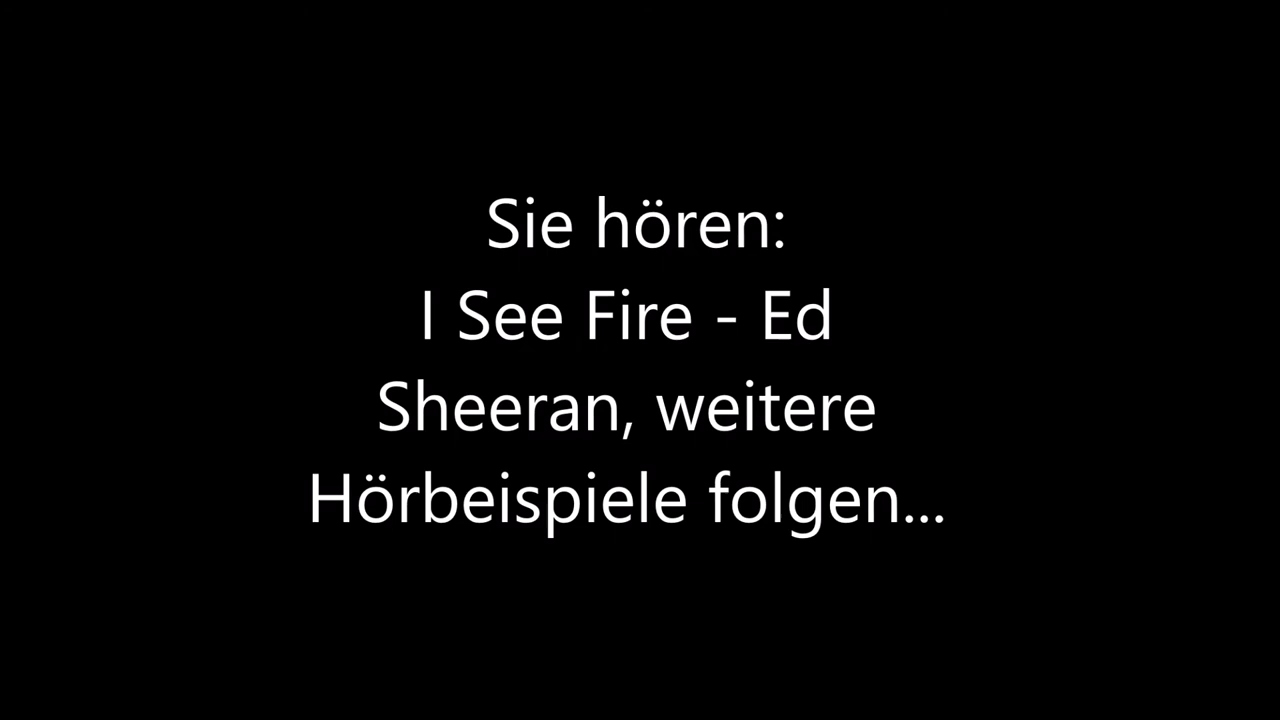 Sie hören:
I See Fire - Ed
Sheeran, weitere
Hörbeispiele folgen...